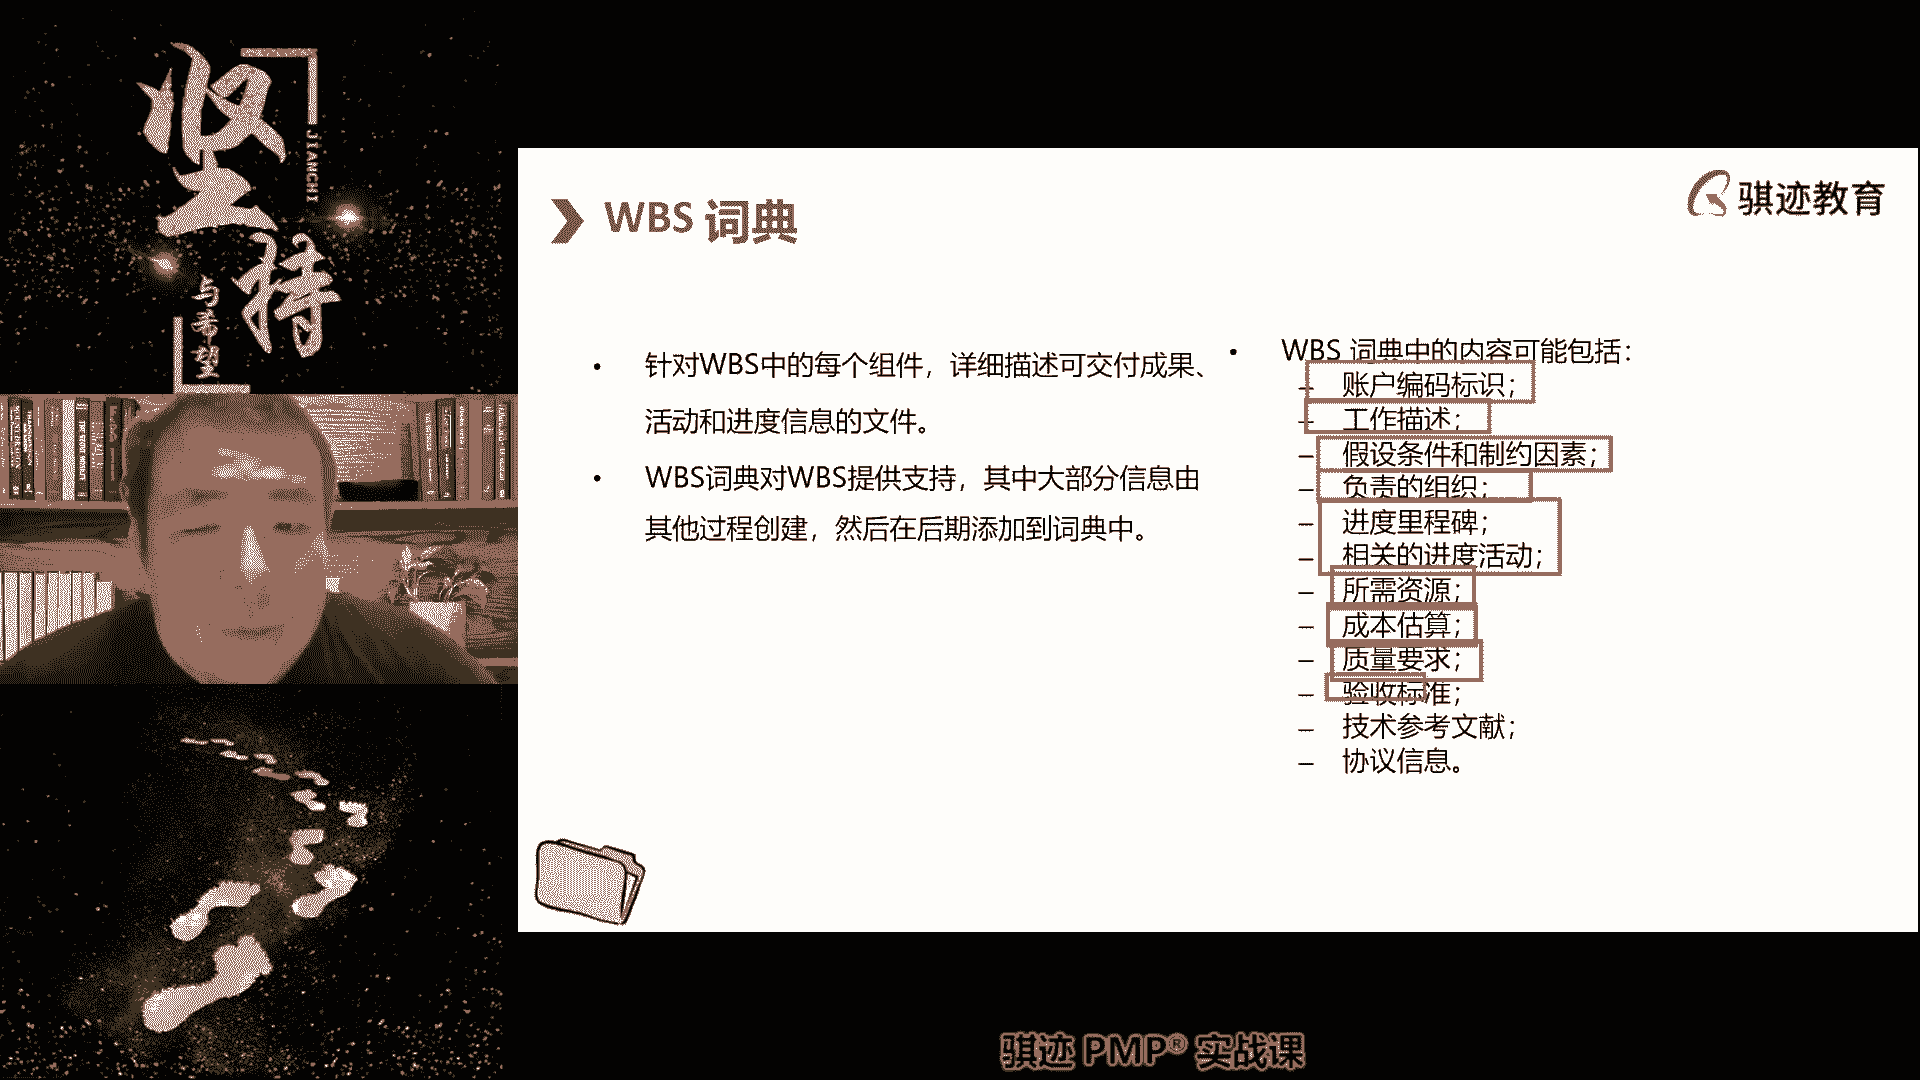 坚持
JIANCHI
与希望
骐迹教育
WBS 词典
针对WBS中的每个组件，详细描述可交付成果、
活动和进度信息的文件。
WBS词典对WBS提供支持，其中大部分信息由
其他过程创建，然后在后期添加到词典中。
WBS 词典中的内容可能包括：
账户编码标识；
工作描述；
假设条件和制约因素；
负责的组织；
进度里程碑；
相关的进度活动；
所需资源；
成本估算；
质量要求；
验收标准；
技术参考文献；
协议信息。
骐迹 PMP® 实战课